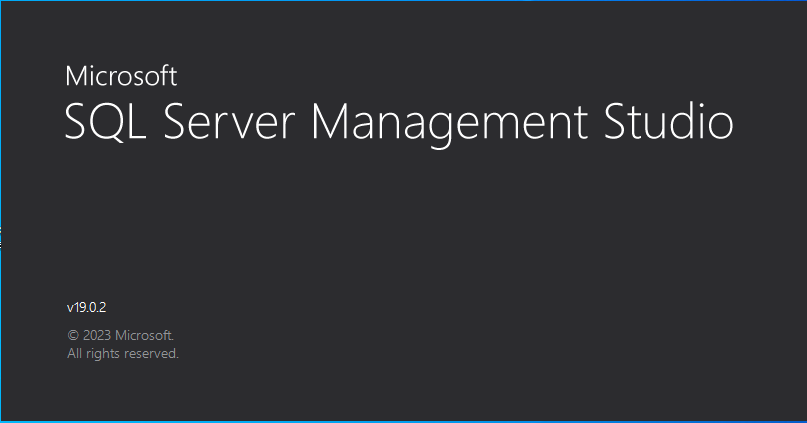 Microsoft
SQL Server Management Studio
v19.0.2
© 2023 Microsoft.
All rights reserved.